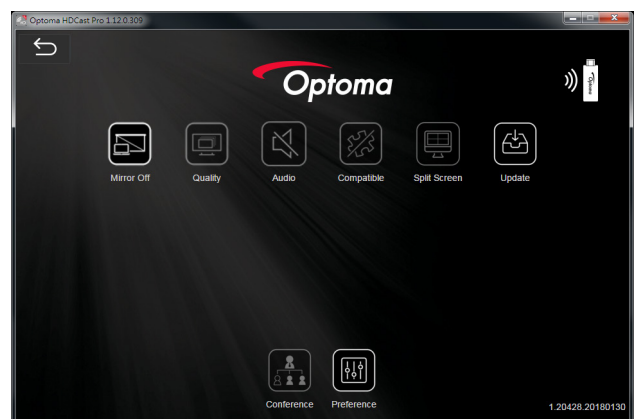 Optoma HDCast Pro 1.12.0.309
Optoma
Optoma
Mirror Off
Quality
Audio
Compatible
Split Screen
Update
Conference
Preference
1.20428.20180130